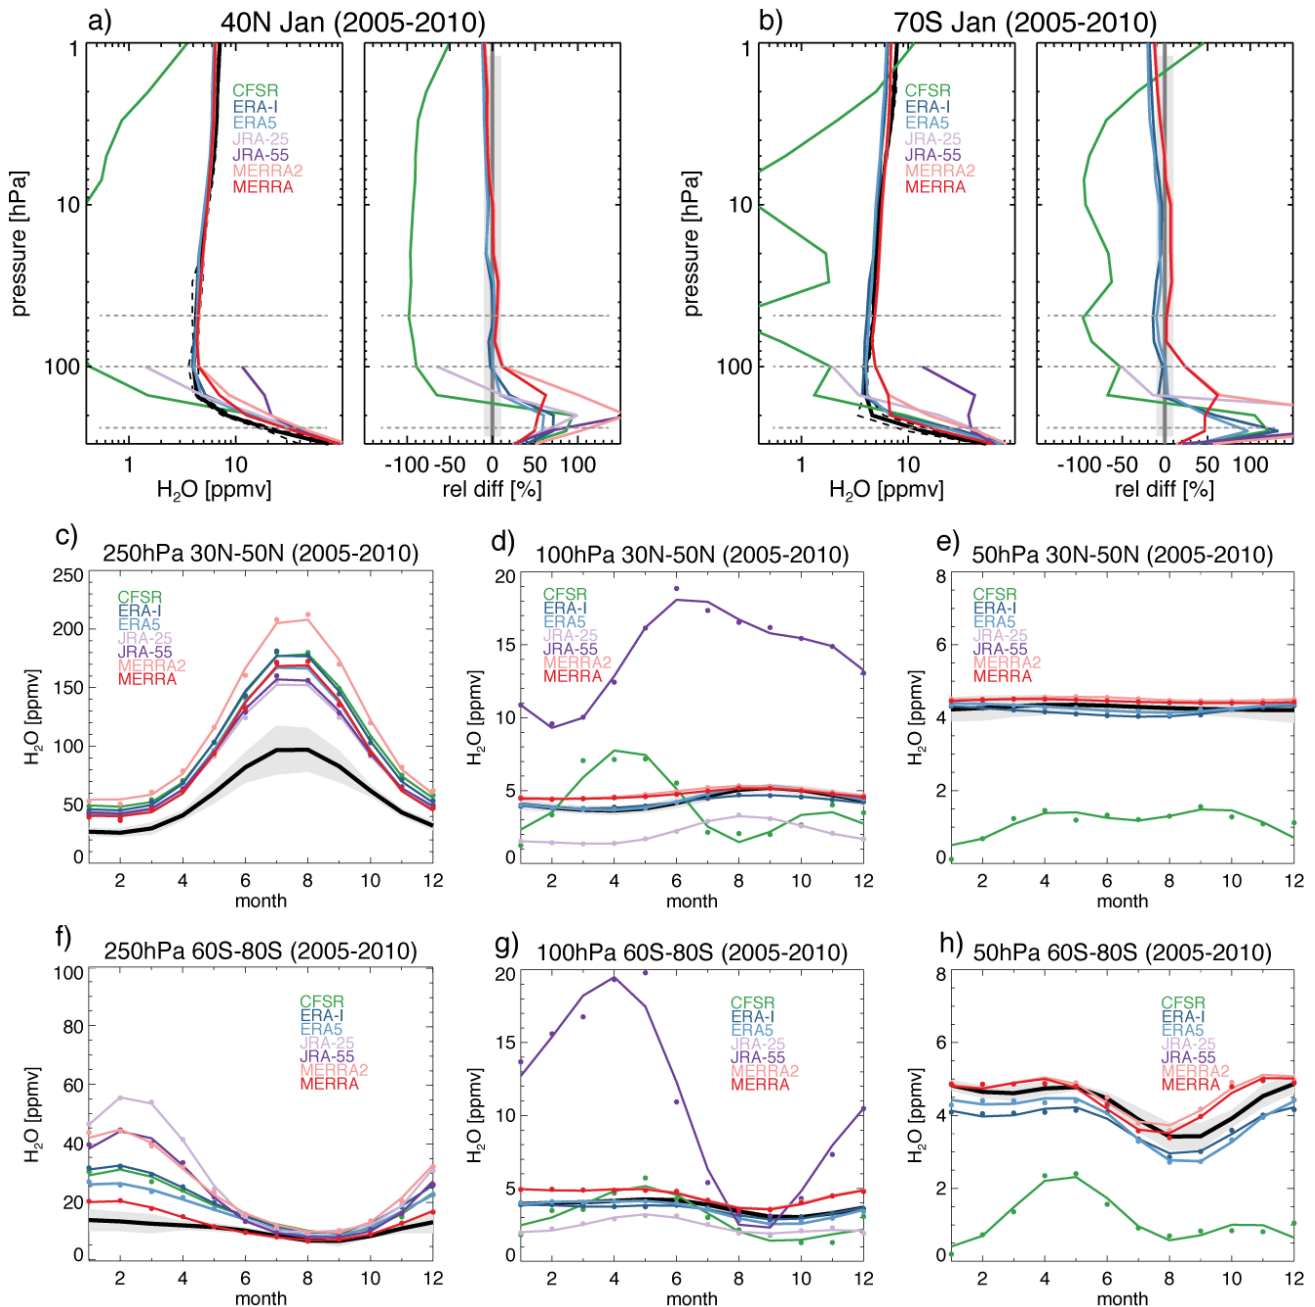 a) 40N Jan (2005-2010)
1
10
100
pressure [hPa]
CFSR
ERA-I
ERA5
JRA-25
JRA-55
MERRA2
MERRA
1 10
H₂O [ppmv]
-100 -50 0 50 100
rel diff [%]
b) 70S Jan (2005-2010)
1
10
100
pressure [hPa]
CFSR
ERA-I
ERA5
JRA-25
JRA-55
MERRA2
MERRA
1 10
H₂O [ppmv]
-100 -50 0 50 100
rel diff [%]
c) 250hPa 30N-50N (2005-2010)
250
200
150
100
50
0
H₂O [ppmv]
CFSR
ERA-I
ERA5
JRA-25
JRA-55
MERRA2
MERRA
2 4 6 8 10 12
month
d) 100hPa 30N-50N (2005-2010)
20
15
10
5
0
H₂O [ppmv]
CFSR
ERA-I
ERA5
JRA-25
JRA-55
MERRA2
MERRA
2 4 6 8 10 12
month
e) 50hPa 30N-50N (2005-2010)
8
6
4
2
0
H₂O [ppmv]
CFSR
ERA-I
ERA5
JRA-25
JRA-55
MERRA2
MERRA
2 4 6 8 10 12
month
f) 250hPa 60S-80S (2005-2010)
100
80
60
40
20
0
H₂O [ppmv]
CFSR
ERA-I
ERA5
JRA-25
JRA-55
MERRA2
MERRA
2 4 6 8 10 12
month
g) 100hPa 60S-80S (2005-2010)
20
15
10
5
0
H₂O [ppmv]
CFSR
ERA-I
ERA5
JRA-25
JRA-55
MERRA2
MERRA
2 4 6 8 10 12
month
h) 50hPa 60S-80S (2005-2010)
8
6
4
2
0
H₂O [ppmv]
CFSR
ERA-I
ERA5
JRA-25
JRA-55
MERRA2
MERRA
2 4 6 8 10 12
month